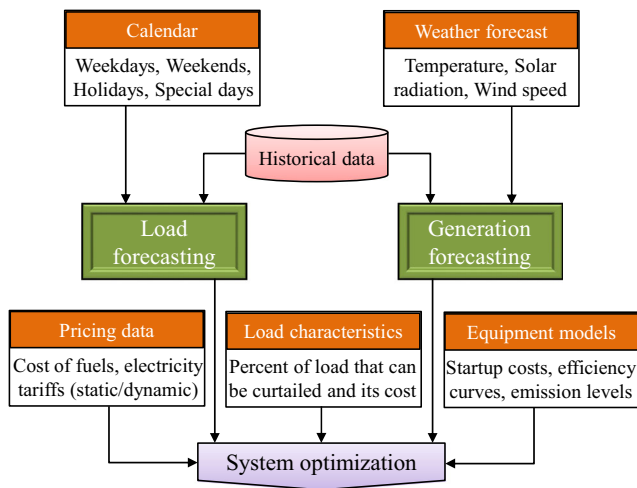 Calendar
Weekdays, Weekends,
Holidays, Special days
Weather forecast
Temperature, Solar
radiation, Wind speed
Historical data
Load
forecasting
Generation
forecasting
Pricing data
Cost of fuels, electricity
tariffs (static/dynamic)
Load characteristics
Percent of load that can
be curtailed and its cost
Equipment models
Startup costs, efficiency
curves, emission levels
System optimization